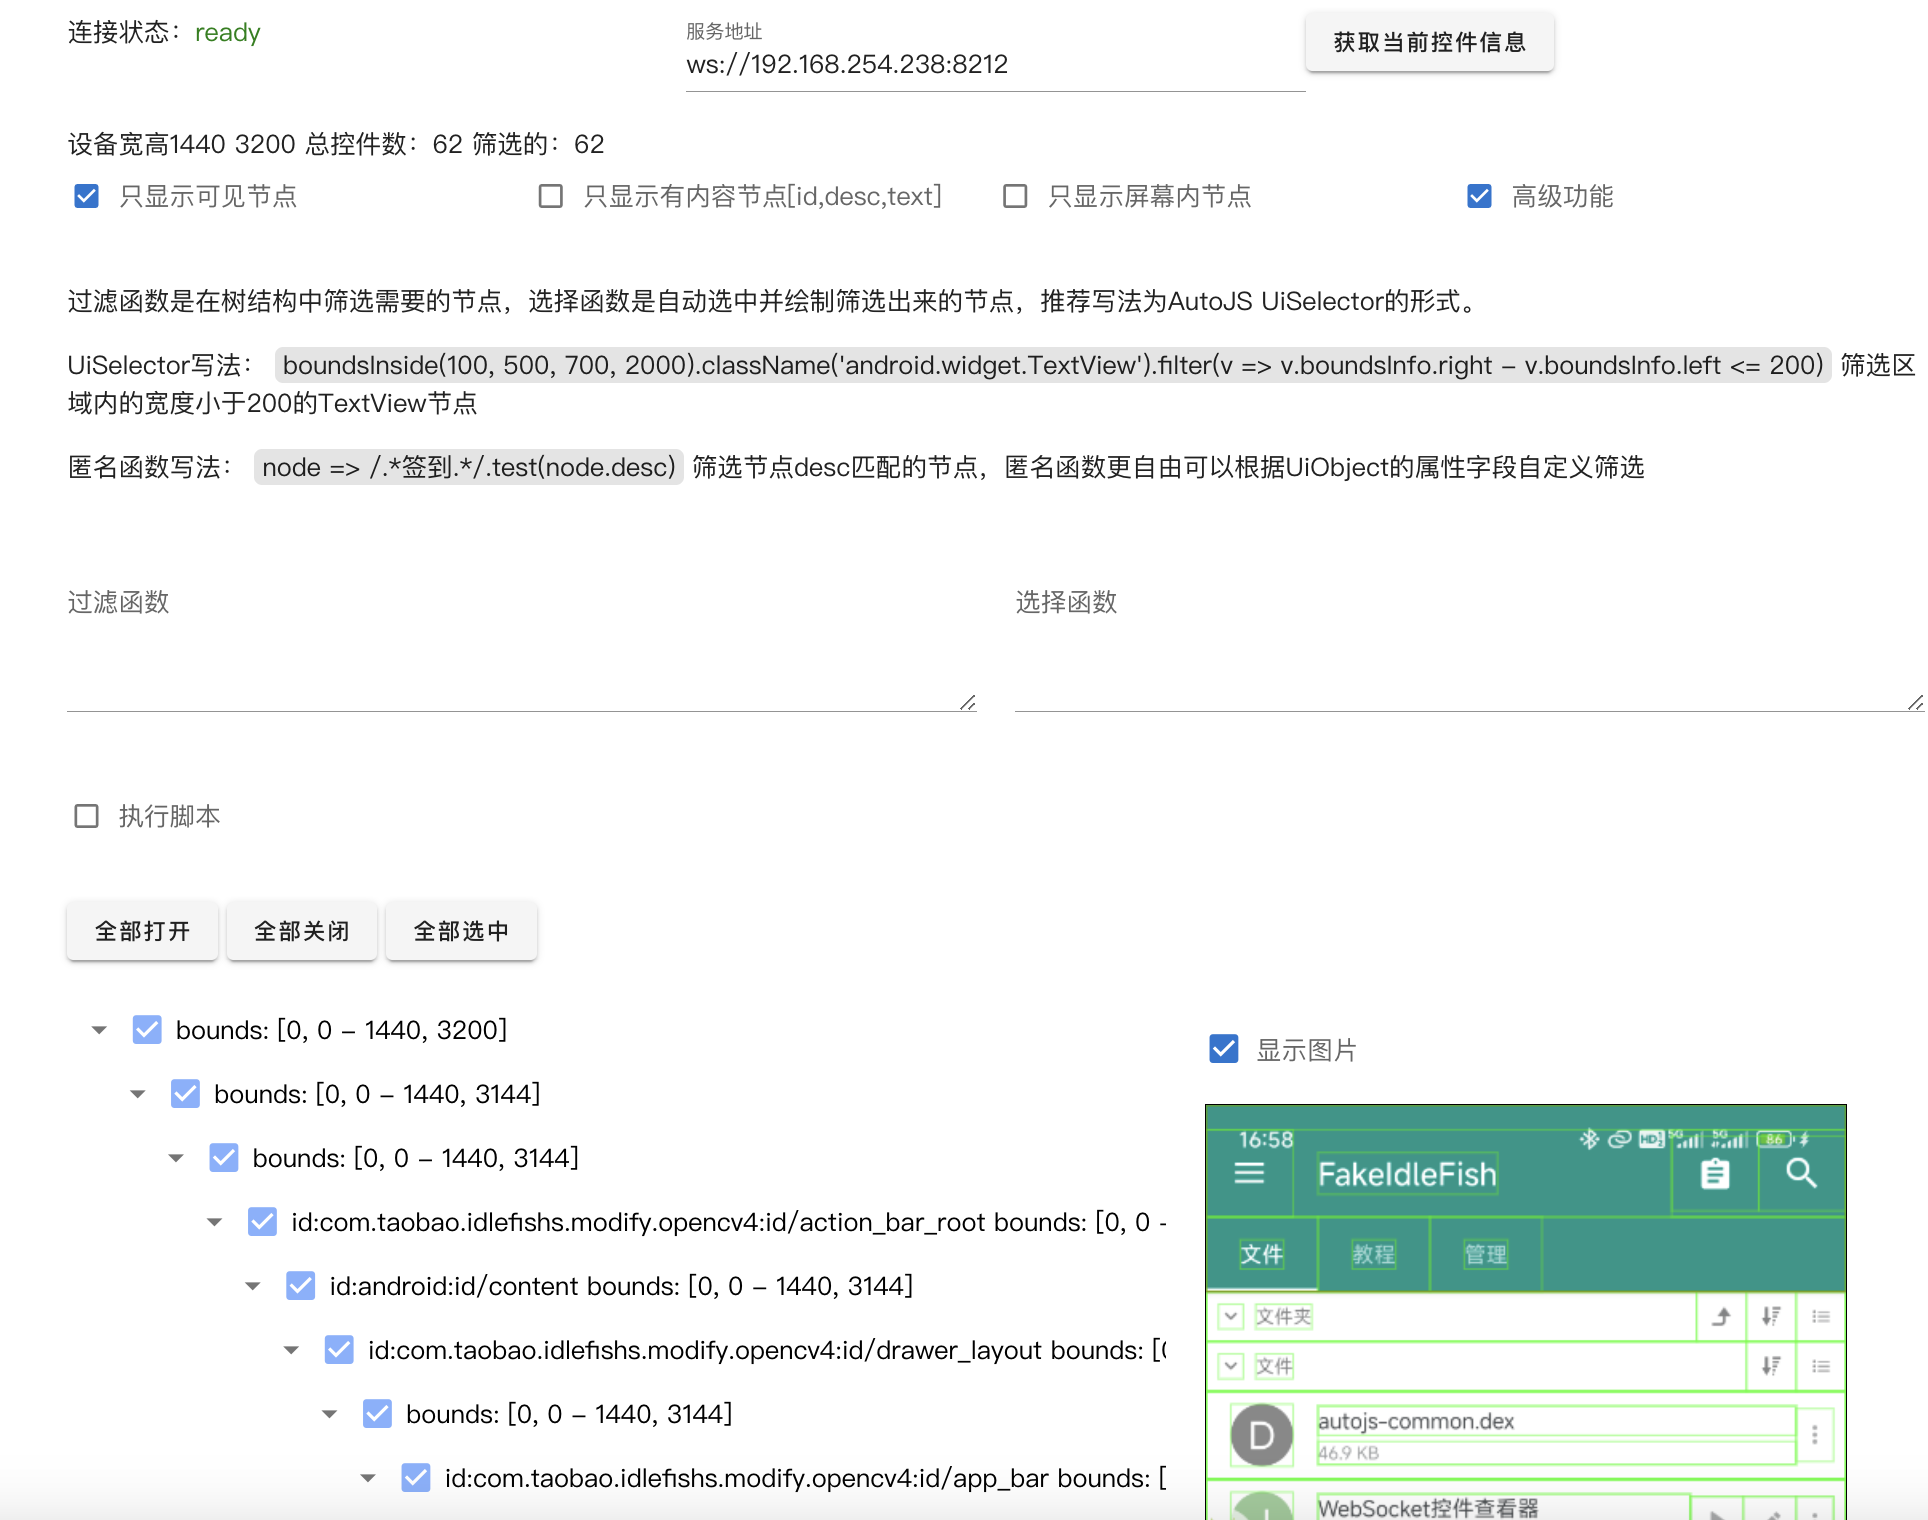 连接状态：ready
服务地址
ws://192.168.254.238:8212
获取当前控件信息
设备宽高1440 3200 总控件数：62 筛选的：62
只显示可见节点
只显示有内容节点[id,desc,text]
只显示屏幕内节点
高级功能
过滤函数是在树结构中筛选需要的节点，选择函数是自动选中并绘制筛选出来的节点，推荐写法为AutoJS UiSelector的形式。
UiSelector写法： boundsInside(100, 500, 700, 2000).className('android.widget.TextView').filter(v => v.boundsInfo.right - v.boundsInfo.left <= 200) 筛选区
域内的宽度小于200的TextView节点
匿名函数写法： node => /.*签到.*/.test(node.desc) 筛选节点desc匹配的节点，匿名函数更自由可以根据UiObject的属性字段自定义筛选
过滤函数
选择函数
执行脚本
全部打开
全部关闭
全部选中
bounds: [0, 0 - 1440, 3200]
bounds: [0, 0 - 1440, 3144]
bounds: [0, 0 - 1440, 3144]
id:com.taobao.idlefishs.modify.opencv4:id/action_bar_root bounds: [0, 0 -
id:android:id/content bounds: [0, 0 - 1440, 3144]
id:com.taobao.idlefishs.modify.opencv4:id/drawer_layout bounds: [0
bounds: [0, 0 - 1440, 3144]
id:com.taobao.idlefishs.modify.opencv4:id/app_bar bounds: [
显示图片
16:58
HD 5G 5G 86
FakeIdleFish
文件
教程
管理
文件夹
文件
D
autojs-common.dex
46.9 KB
WebSocket控件查看器